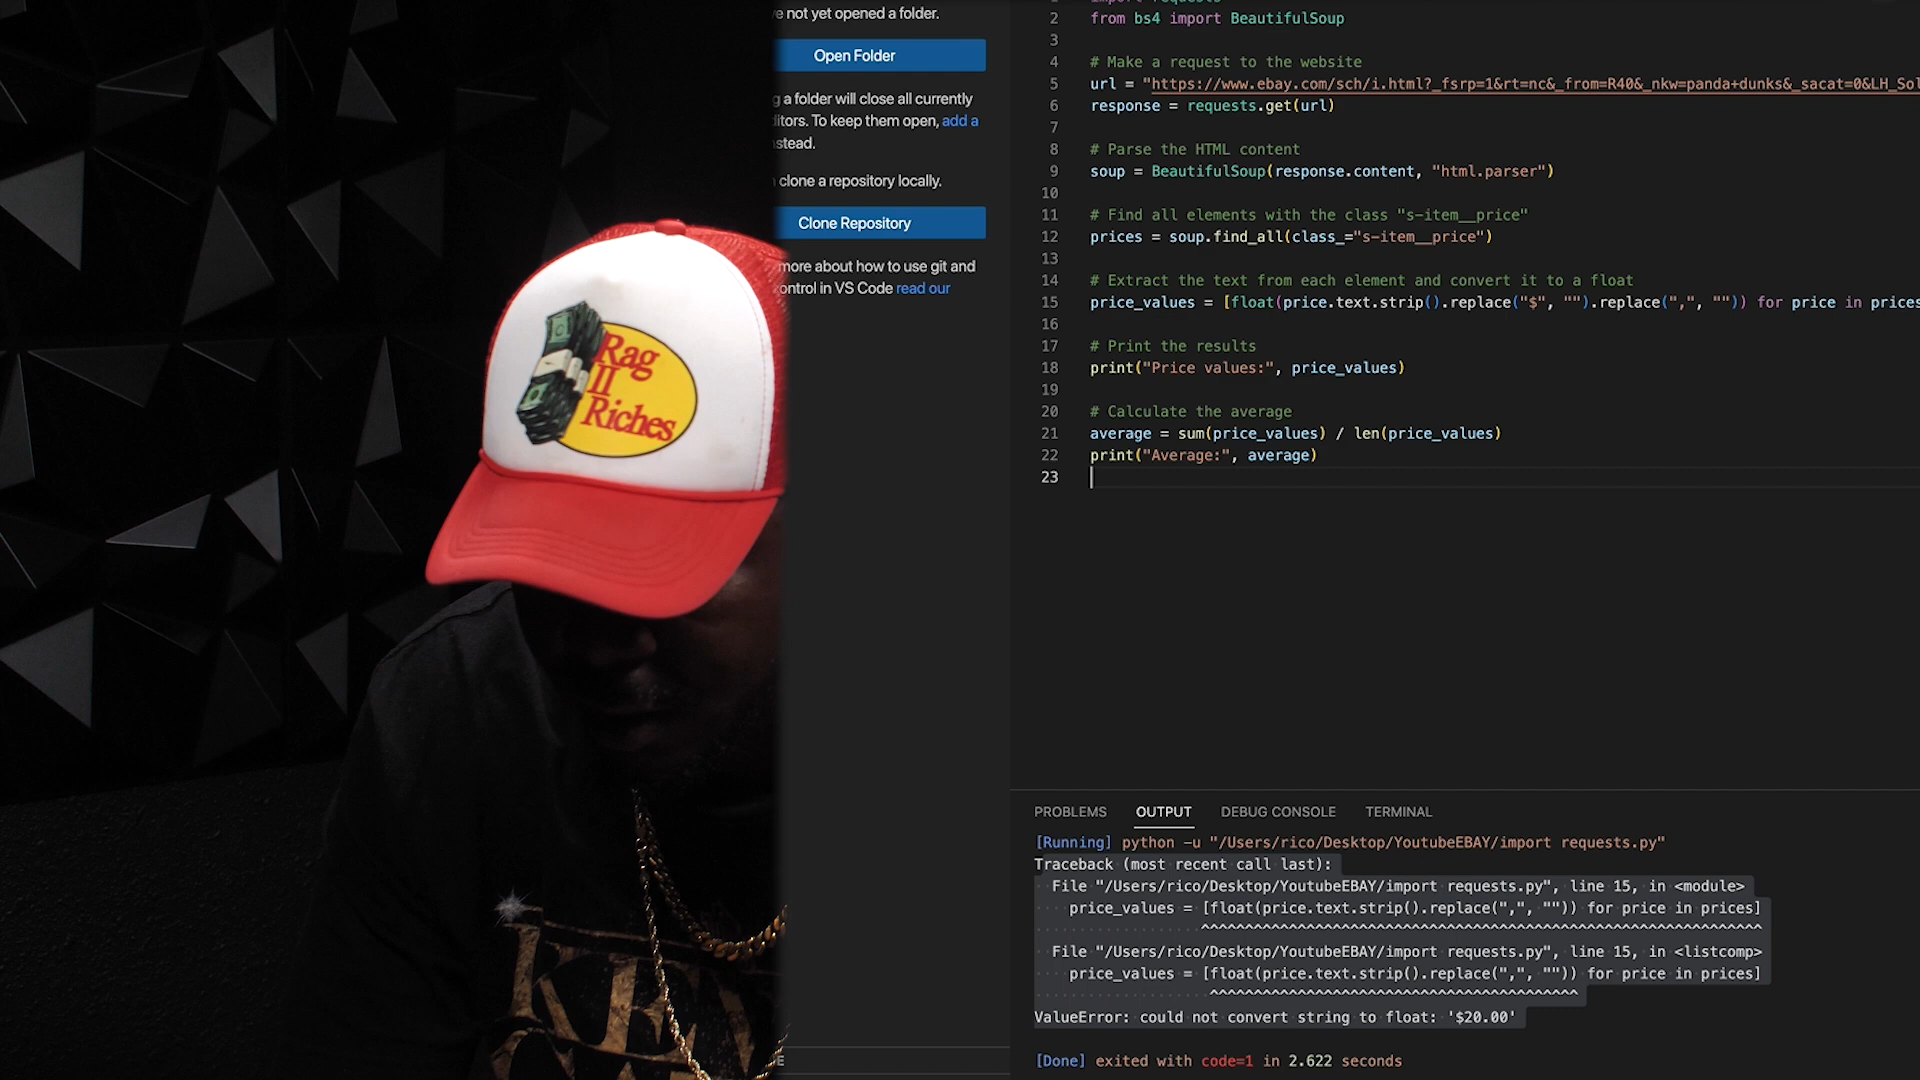 ve not yet opened a folder.
Open Folder
g a folder will close all currently
ditors. To keep them open, add a
stead.
clone a repository locally.
Clone Repository
more about how to use git and
ontrol in VS Code read our
Rag
II
Riches
1 import requests
2 from bs4 import BeautifulSoup
3
4 # Make a request to the website
5 url = "https://www.ebay.com/sch/i.html?_fsrp=1&rt=nc&_from=R40&_nkw=panda+dunks&_sacat=0&LH_Sol
6 response = requests.get(url)
7
8 # Parse the HTML content
9 soup = BeautifulSoup(response.content, "html.parser")
10
11 # Find all elements with the class "s-item__price"
12 prices = soup.find_all(class_="s-item__price")
13
14 # Extract the text from each element and convert it to a float
15 price_values = [float(price.text.strip().replace("$", "").replace(",", "")) for price in prices
16
17 # Print the results
18 print("Price values:", price_values)
19
20 # Calculate the average
21 average = sum(price_values) / len(price_values)
22 print("Average:", average)
23
PROBLEMS OUTPUT DEBUG CONSOLE TERMINAL
[Running] python -u "/Users/rico/Desktop/YoutubeEBAY/import requests.py"
Traceback (most recent call last):
File "/Users/rico/Desktop/YoutubeEBAY/import requests.py", line 15, in <module>
price_values = [float(price.text.strip().replace(",", "")) for price in prices]
^^^^^^^^^^^^^^^^^^^^^^^^^^^^^^^^^^^^^^^^^^^^^^^^^^^^^^^^^^^^^^^^
File "/Users/rico/Desktop/YoutubeEBAY/import requests.py", line 15, in <listcomp>
price_values = [float(price.text.strip().replace(",", "")) for price in prices]
^^^^^^^^^^^^^^^^^^^^^^^^^^^^^^^^^^^^^^^^^^
ValueError: could not convert string to float: '$20.00'
[Done] exited with code=1 in 2.622 seconds